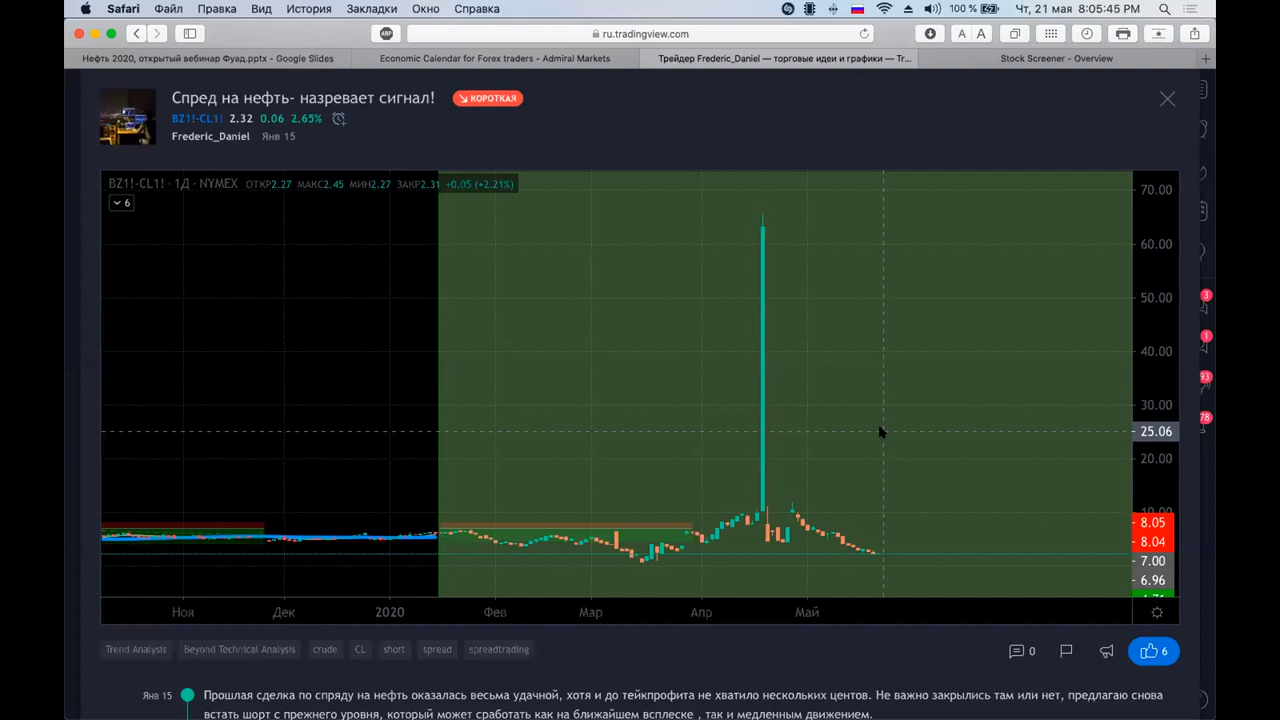 Safari Файл Правка Вид История Закладки Окно Справка 100 % Чт, 21 мая 8:05:45 PM
ABP ru.tradingview.com A A
Нефть 2020, открытый вебинар Фуад.pptx - Google Slides Economic Calendar for Forex traders - Admiral Markets Трейдер Frederic_Daniel — торговые идеи и графики — Tr... Stock Screener - Overview
Спред на нефть- назревает сигнал! КОРОТКАЯ
BZ1!-CL1! 2.32 0.06 2.65%
Frederic_Daniel Янв 15
BZ1!-CL1! · 1Д · NYMEX ОТКР2.27 МАКС2.45 МИН2.27 ЗАКР2.31 +0.05 (+2.21%)
6
70.00
60.00
50.00
40.00
30.00
25.06
20.00
10.00
8.05
8.04
7.00
6.96
3
1
93
78
Ноя Дек 2020 Фев Мар Апр Май
Trend Analysis Beyond Technical Analysis crude CL short spread spreadtrading 0 6
Янв 15 Прошлая сделка по спряду на нефть оказалась весьма удачной, хотя и до тейкпрофита не хватило нескольких центов. Не важно закрылись там или нет, предлагаю снова
встать шорт с прежнего уровня, который может сработать как на ближайшем всплеске , так и медленным движением.